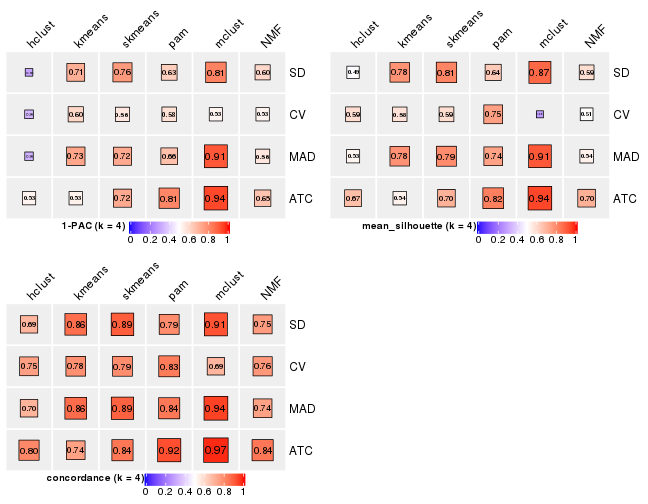 hclust kmeans skmeans pam mclust NMF
0.71 0.76 0.63 0.81 0.60 SD
0.60 0.56 0.58 0.53 0.53 CV
0.73 0.72 0.66 0.91 0.56 MAD
0.53 0.53 0.72 0.81 0.94 0.65 ATC
1-PAC (k = 4)
0 0.2 0.4 0.6 0.8 1
hclust kmeans skmeans pam mclust NMF
0.49 0.78 0.81 0.64 0.87 0.59 SD
0.59 0.56 0.59 0.75 0.51 CV
0.53 0.78 0.79 0.74 0.91 0.54 MAD
0.67 0.54 0.70 0.82 0.94 0.70 ATC
mean_silhouette (k = 4)
0 0.2 0.4 0.6 0.8 1
hclust kmeans skmeans pam mclust NMF
0.69 0.86 0.89 0.79 0.91 0.75 SD
0.75 0.78 0.79 0.83 0.69 0.76 CV
0.70 0.86 0.89 0.84 0.94 0.74 MAD
0.80 0.74 0.84 0.92 0.97 0.84 ATC
concordance (k = 4)
0 0.2 0.4 0.6 0.8 1